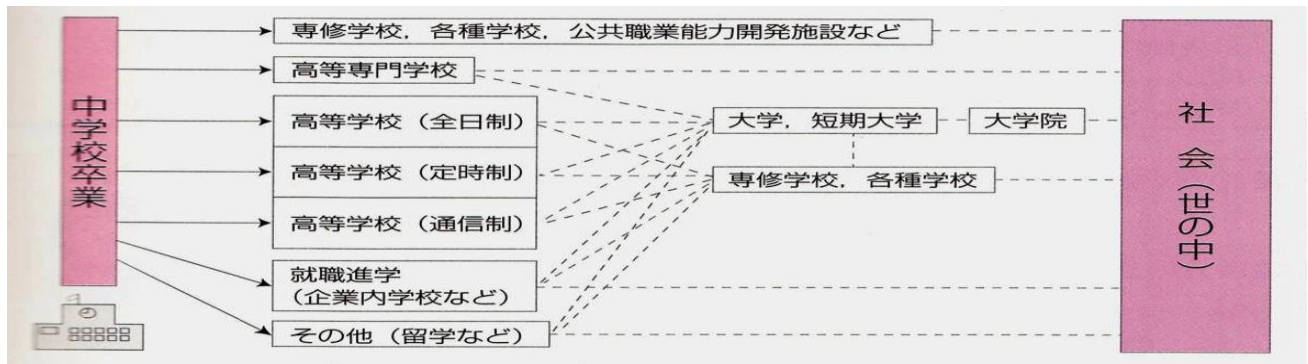 中学校卒業
専修学校，各種学校，公共職業能力開発施設など
高等専門学校
高等学校（全日制）
高等学校（定時制）
高等学校（通信制）
就職進学
（企業内学校など）
その他（留学など）
大学，短期大学
大学院
専修学校，各種学校
社会（世の中）